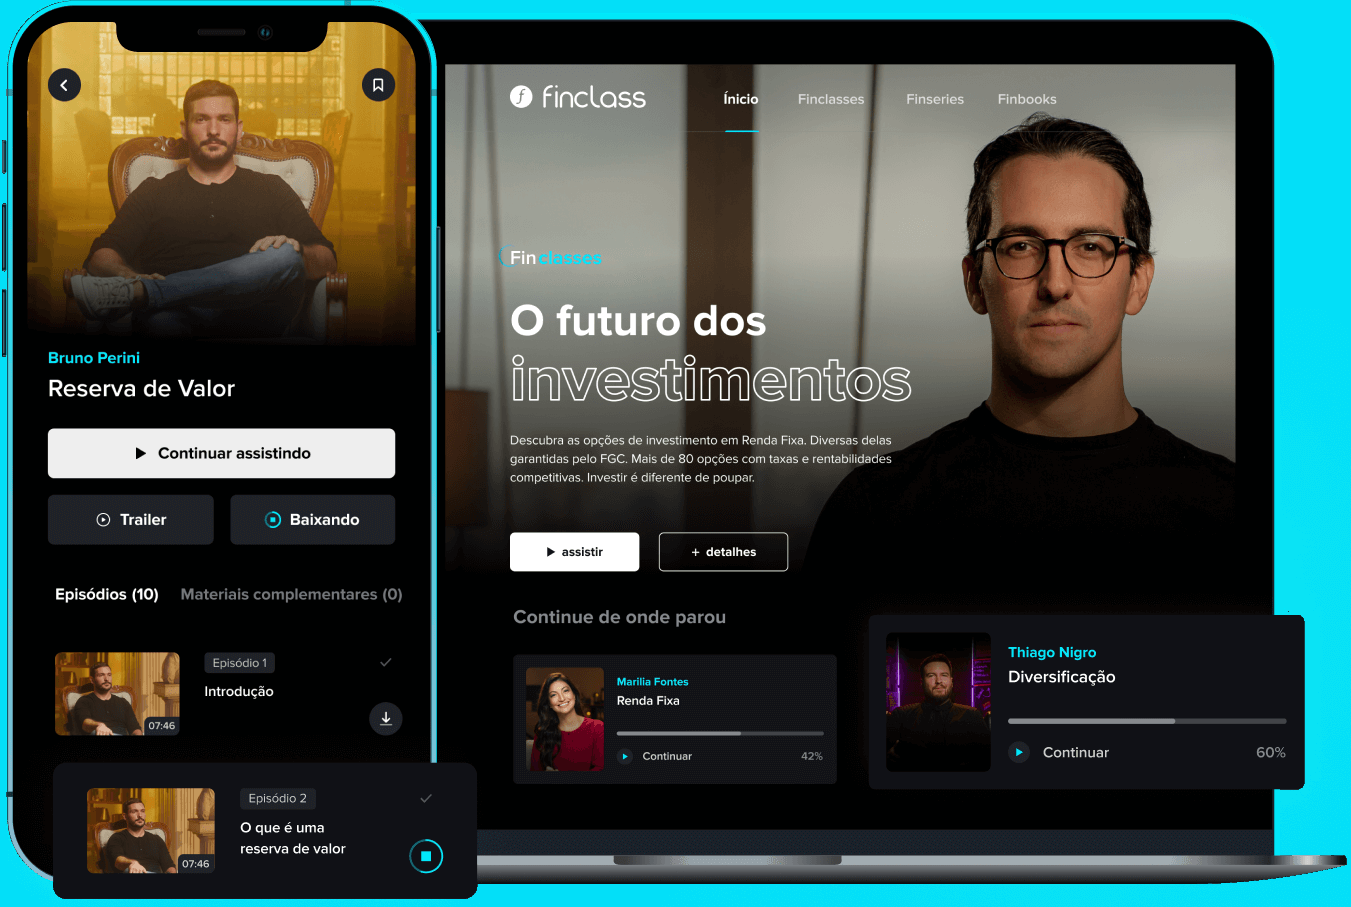 Bruno Perini
Reserva de Valor
Continuar assistindo
Trailer
Baixando
Episódios (10)
Materiais complementares (0)
Episódio 1
Introdução
07:46
Episódio 2
O que é uma
reserva de valor
07:46
finclass
Ínicio
Finclasses
Finseries
Finbooks
Finclasses
O futuro dos
investimentos
Descubra as opções de investimento em Renda Fixa. Diversas delas
garantidas pelo FGC. Mais de 80 opções com taxas e rentabilidades
competitivas. Investir é diferente de poupar.
assistir
+ detalhes
Continue de onde parou
Marilia Fontes
Renda Fixa
Continuar
42%
Thiago Nigro
Diversificação
Continuar
60%